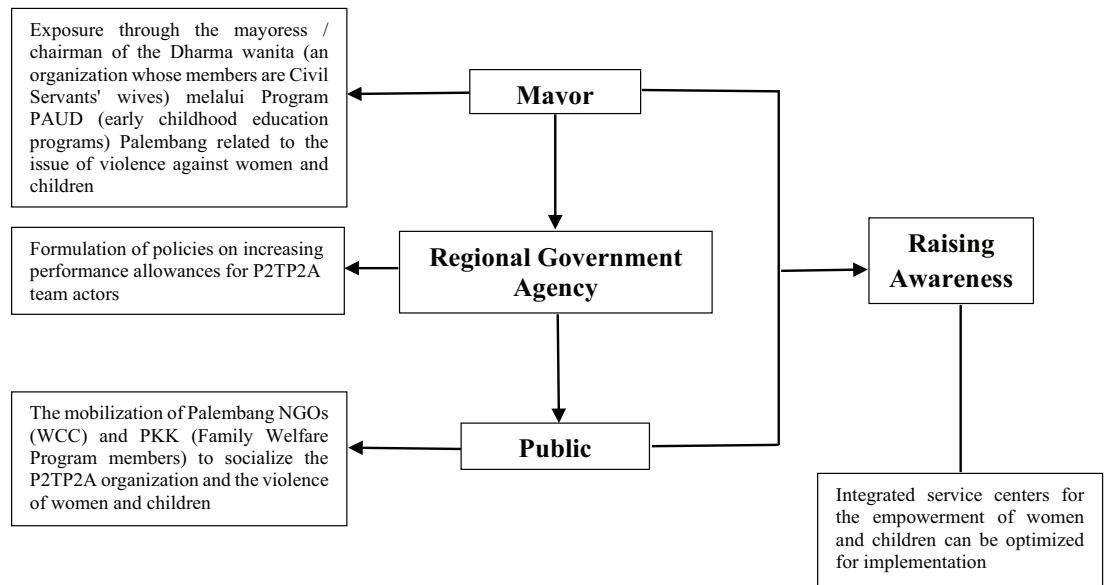 Exposure through the mayoress /
chairman of the Dharma wanita (an
organization whose members are Civil
Servants' wives) melalui Program
PAUD (early childhood education
programs) Palembang related to the
issue of violence against women and
children
Mavor
Formulation of policies on increasing
performance allowances for P2TP2A
team actors
Regional Government
Agency
Raising
Awareness
The mobilization of Palembang NGOs
(WCC) and PKK (Family Welfare
Program members) to socialize the
P2TP2A organization and the violence
of women and children
Public
Integrated service centers for
the empowerment of women
and children can be optimized
for implementation